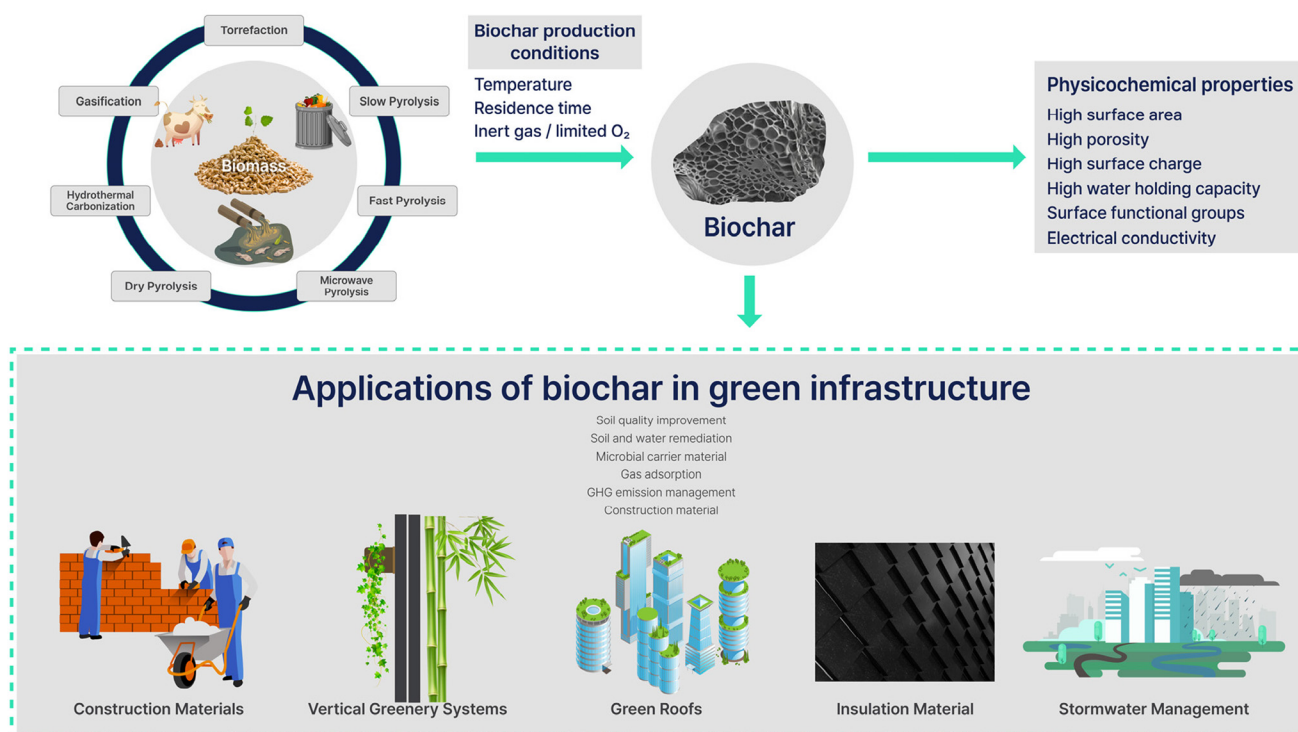 Torrefaction
Gasification
Slow Pyrolysis
Biomass
Hydrothermal
Carbonization
Fast Pyrolysis
Dry Pyrolysis
Microwave
Pyrolysis
Biochar production
conditions
Temperature
Residence time
Inert gas / limited O₂
Biochar
Physicochemical properties
High surface area
High porosity
High surface charge
High water holding capacity
Surface functional groups
Electrical conductivity
Applications of biochar in green infrastructure
Soil quality improvement
Soil and water remediation
Microbial carrier material
Gas adsorption
GHG emission management
Construction material
Construction Materials
Vertical Greenery Systems
Green Roofs
Insulation Material
Stormwater Management